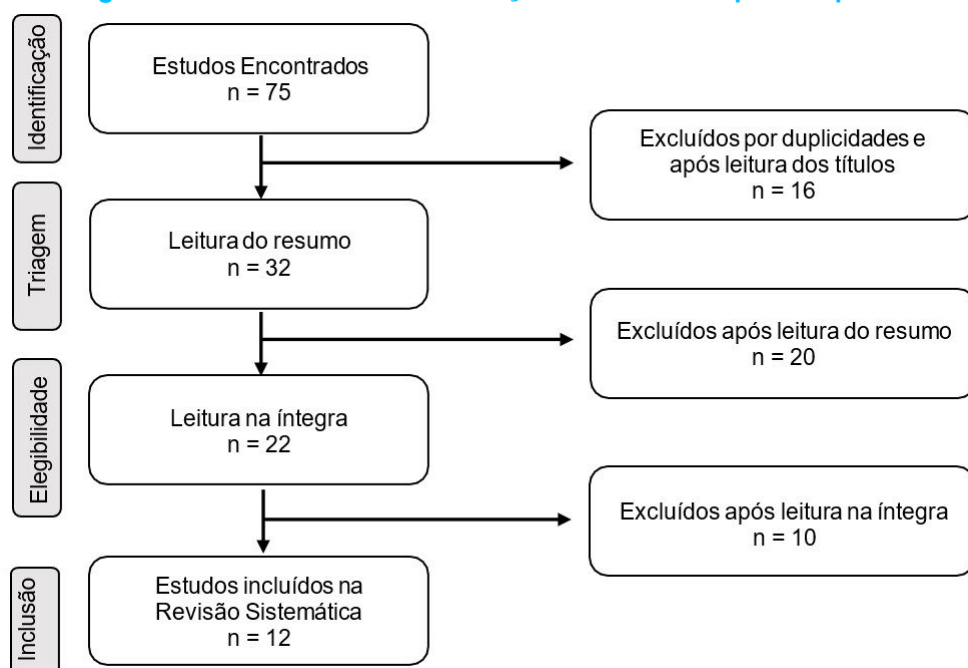 Identificação
Estudos Encontrados
n = 75
Excluídos por duplicidades e
após leitura dos títulos
n = 16
Triagem
Leitura do resumo
n = 32
Excluídos após leitura do resumo
n = 20
Elegibilidade
Leitura na íntegra
n = 22
Excluídos após leitura na íntegra
n = 10
Inclusão
Estudos incluídos na
Revisão Sistemática
n = 12